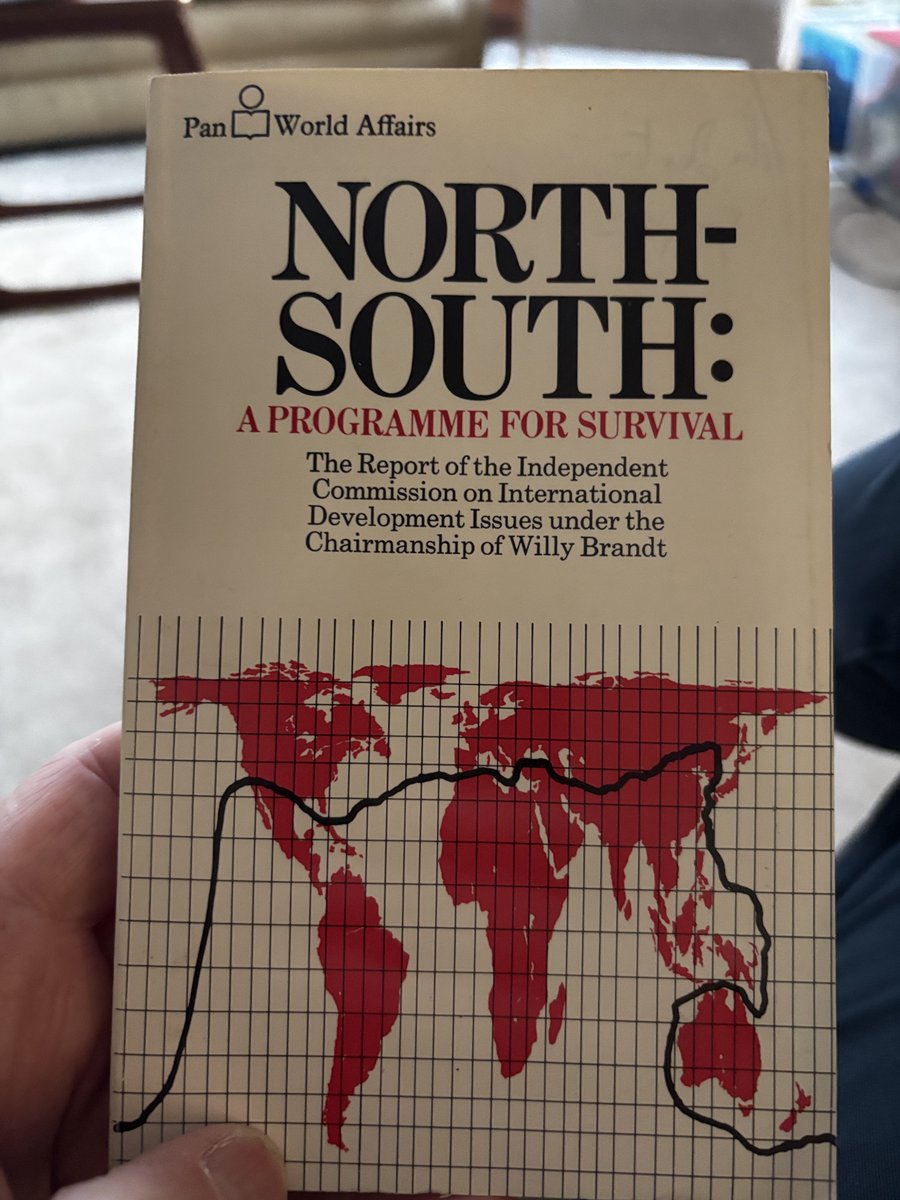 Pan World Affairs
NORTH-
SOUTH:
A PROGRAMME FOR SURVIVAL
The Report of the Independent
Commission on International
Development Issues under the
Chairmanship of Willy Brandt